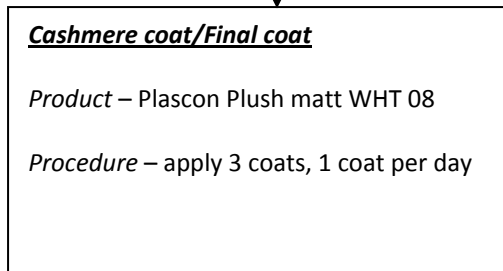 Cashmere coat/Final coat
Product – Plascon Plush matt WHT 08
Procedure – apply 3 coats, 1 coat per day